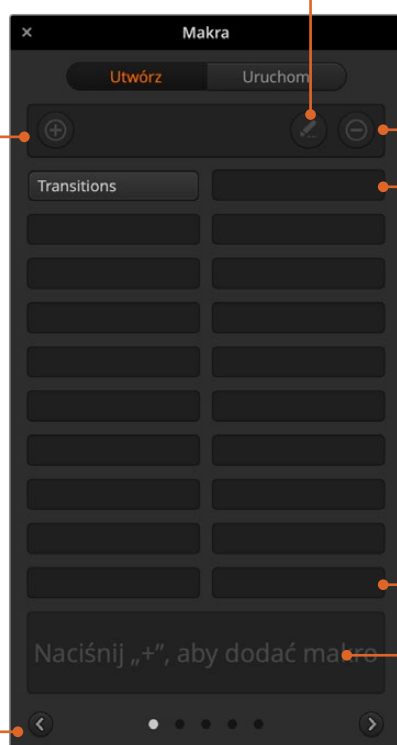 Makra
Utwórz Uruchom
Transitions
Naciśnij „+”, aby dodać makro